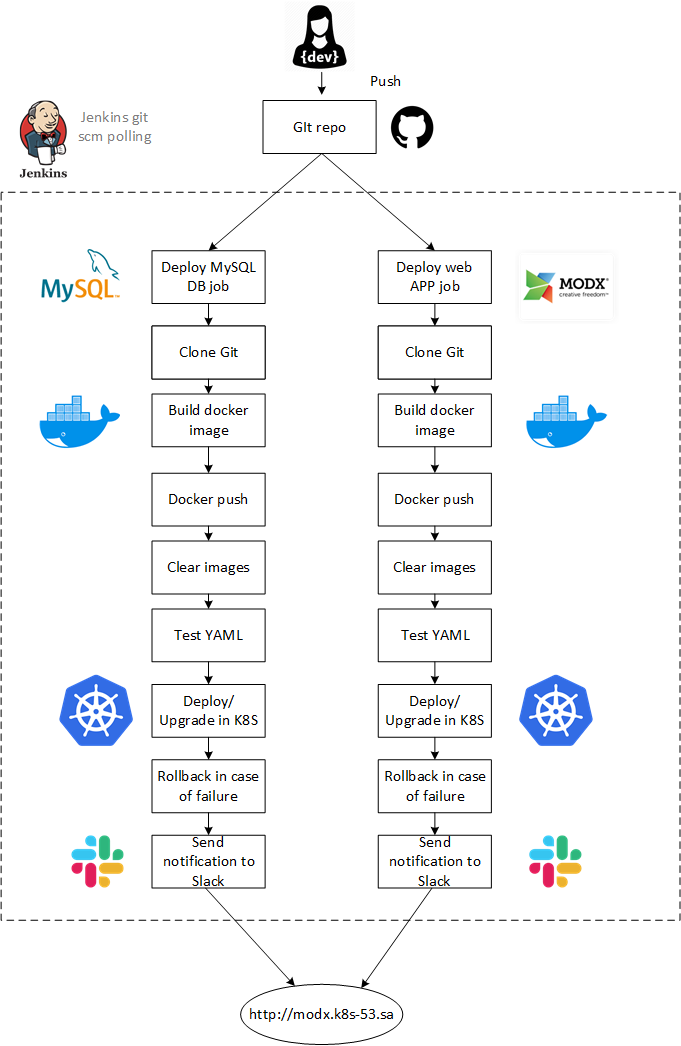 {dev}
Push
GIt repo
Jenkins git
scm polling
Jenkins
MySQL™
Deploy MySQL
DB job
Deploy web
APP job
MODX®
creative freedom™
Clone Git
Clone Git
Build docker
image
Build docker
image
Docker push
Docker push
Clear images
Clear images
Test YAML
Test YAML
Deploy/
Upgrade in K8S
Deploy/
Upgrade in K8S
Rollback in case
of failure
Rollback in case
of failure
Send
notification to
Slack
Send
notification to
Slack
http://modx.k8s-53.sa